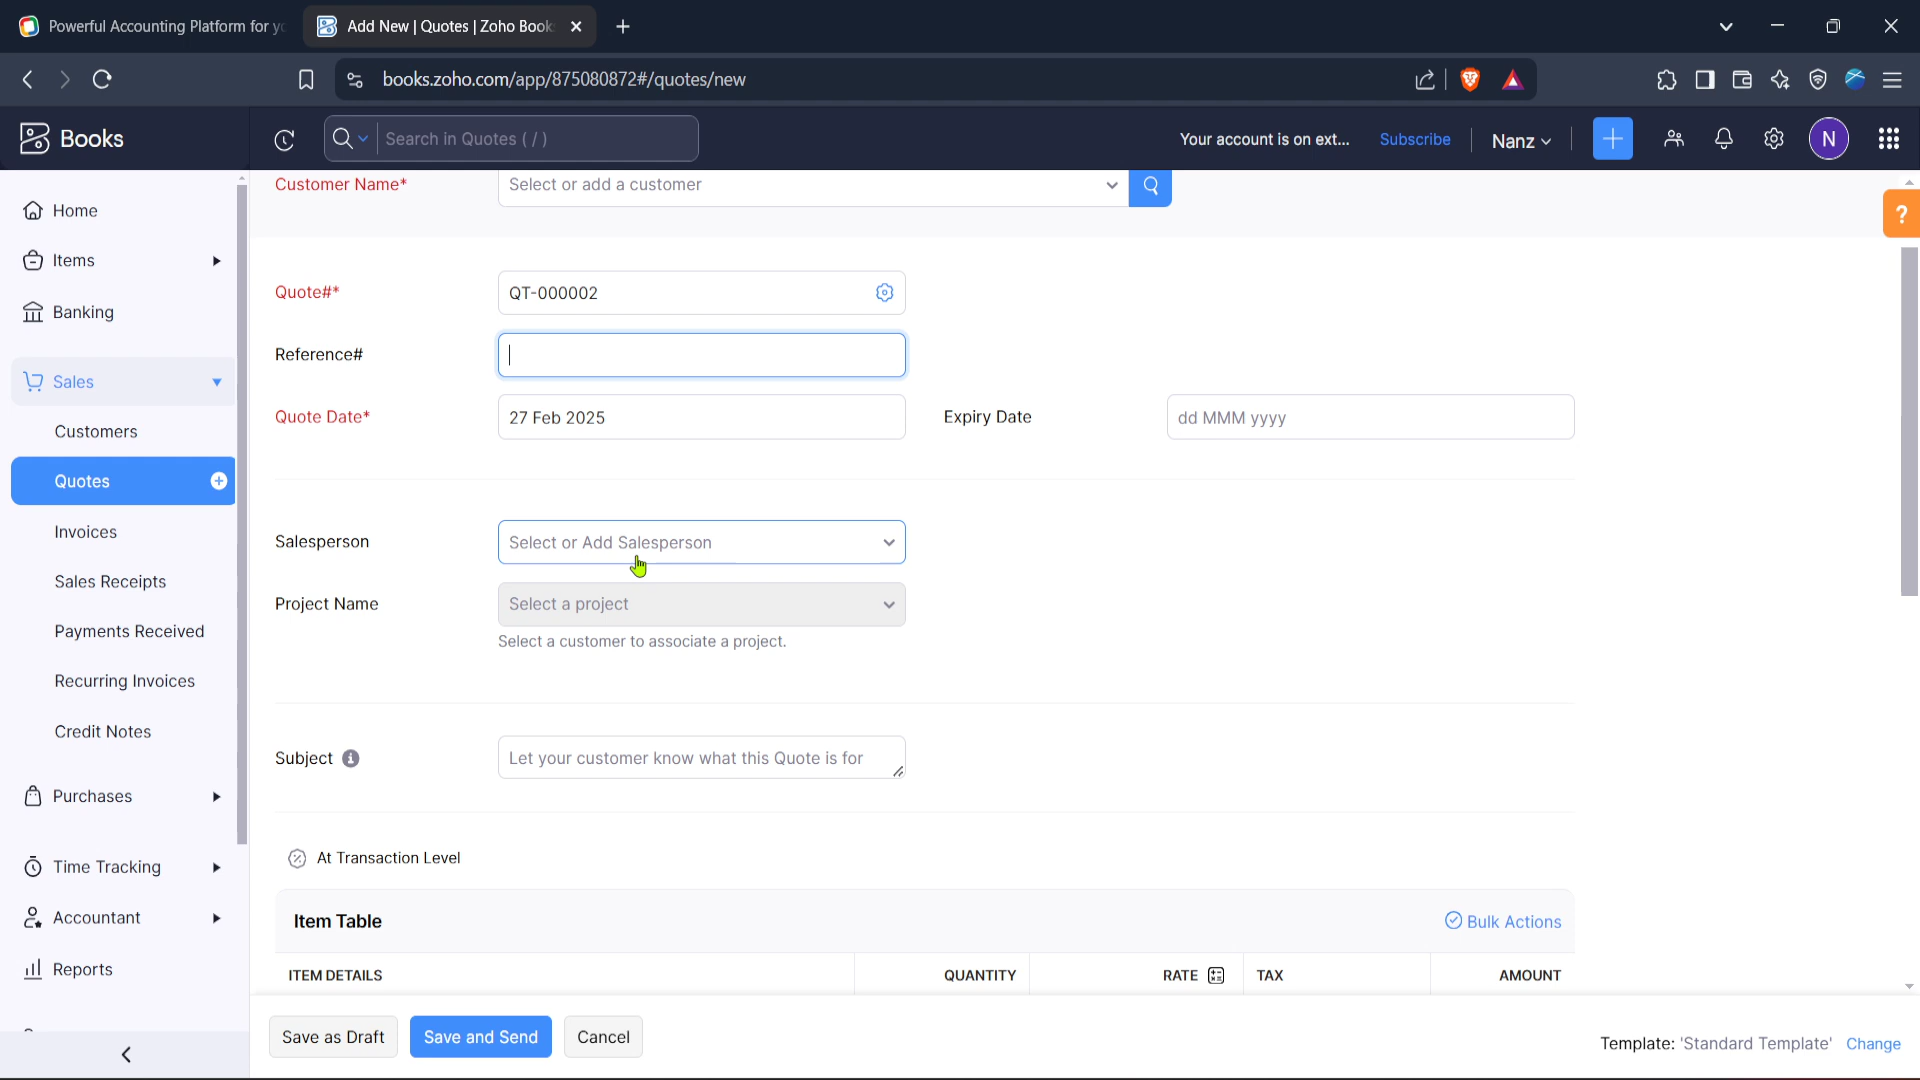 Powerful Accounting Platform for yo
Add New | Quotes | Zoho Book
books.zoho.com/app/875080872#/quotes/new
Books
Search in Quotes ( / )
Your account is on ext...
Subscribe
Nanz
N
Home
Items
Banking
Sales
Customers
Quotes
Invoices
Sales Receipts
Payments Received
Recurring Invoices
Credit Notes
Purchases
Time Tracking
Accountant
Reports
Customer Name*
Select or add a customer
?
Quote#*
QT-000002
Reference#
Quote Date*
27 Feb 2025
Expiry Date
dd MMM yyyy
Salesperson
Select or Add Salesperson
Project Name
Select a project
Select a customer to associate a project.
Subject
Let your customer know what this Quote is for
At Transaction Level
Item Table
Bulk Actions
ITEM DETAILS
QUANTITY
RATE
TAX
AMOUNT
Save as Draft
Save and Send
Cancel
Template: 'Standard Template' Change